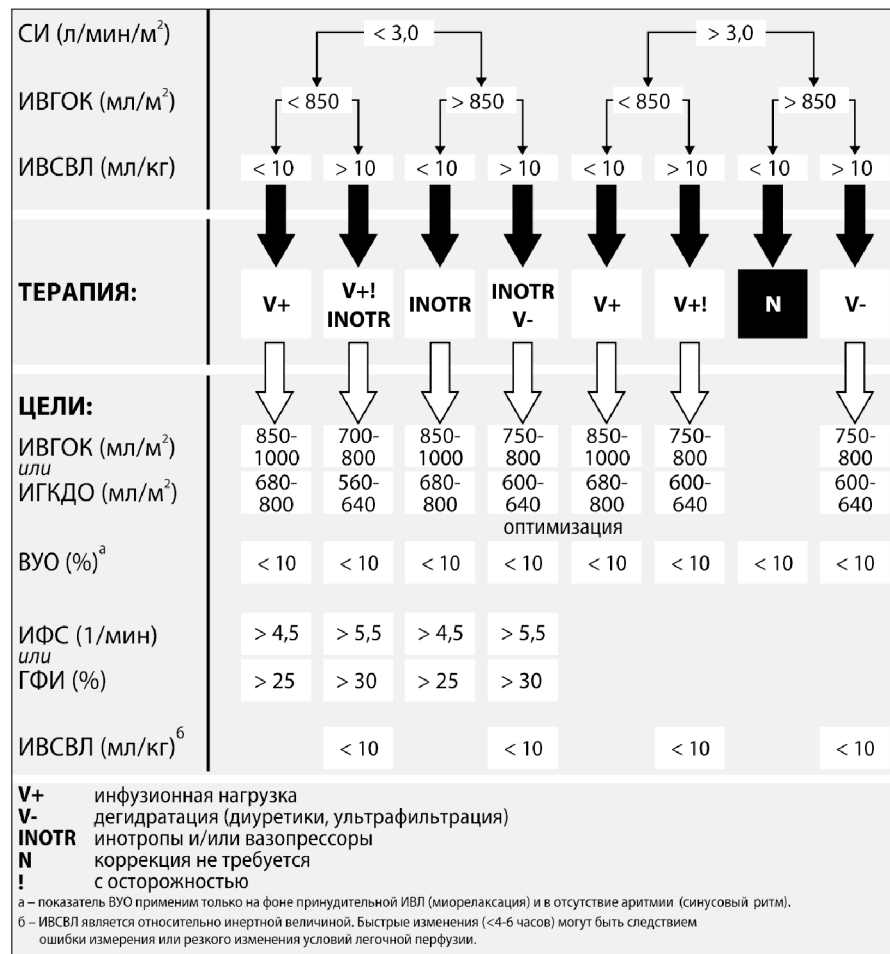 СИ (л/мин/м²) < 3,0 > 3,0
ИВГОК (мл/м²) < 850 > 850 < 850 > 850
ИВСВЛ (мл/кг) < 10 > 10 < 10 > 10 < 10 > 10 < 10 > 10
ТЕРАПИЯ: V+ V+! INOTR INOTR INOTR V- V+ V+! N V-
ЦЕЛИ:
ИВГОК (мл/м²) 850-1000 700-800 850-1000 750-800 850-1000 750-800 750-800
или
ИГКДО (мл/м²) 680-800 560-640 680-800 600-640 680-800 600-640 600-640
оптимизация
ВУО (%)ᵃ < 10 < 10 < 10 < 10 < 10 < 10 < 10 < 10
ИФС (1/мин) > 4,5 > 5,5 > 4,5 > 5,5
или
ГФИ (%) > 25 > 30 > 25 > 30
ИВСВЛ (мл/кг)ᵟ < 10 < 10 < 10 < 10
V+ инфузионная нагрузка
V- дегидратация (диуретики, ультрафильтрация)
INOTR инотропы и/или вазопрессоры
N коррекция не требуется
! с осторожностью
а – показатель ВУО применим только на фоне принудительной ИВЛ (миорелаксация) и в отсутствие аритмии (синусовый ритм).
б – ИВСВЛ является относительно инертной величиной. Быстрые изменения (<4-6 часов) могут быть следствием
ошибки измерения или резкого изменения условий легочной перфузии.